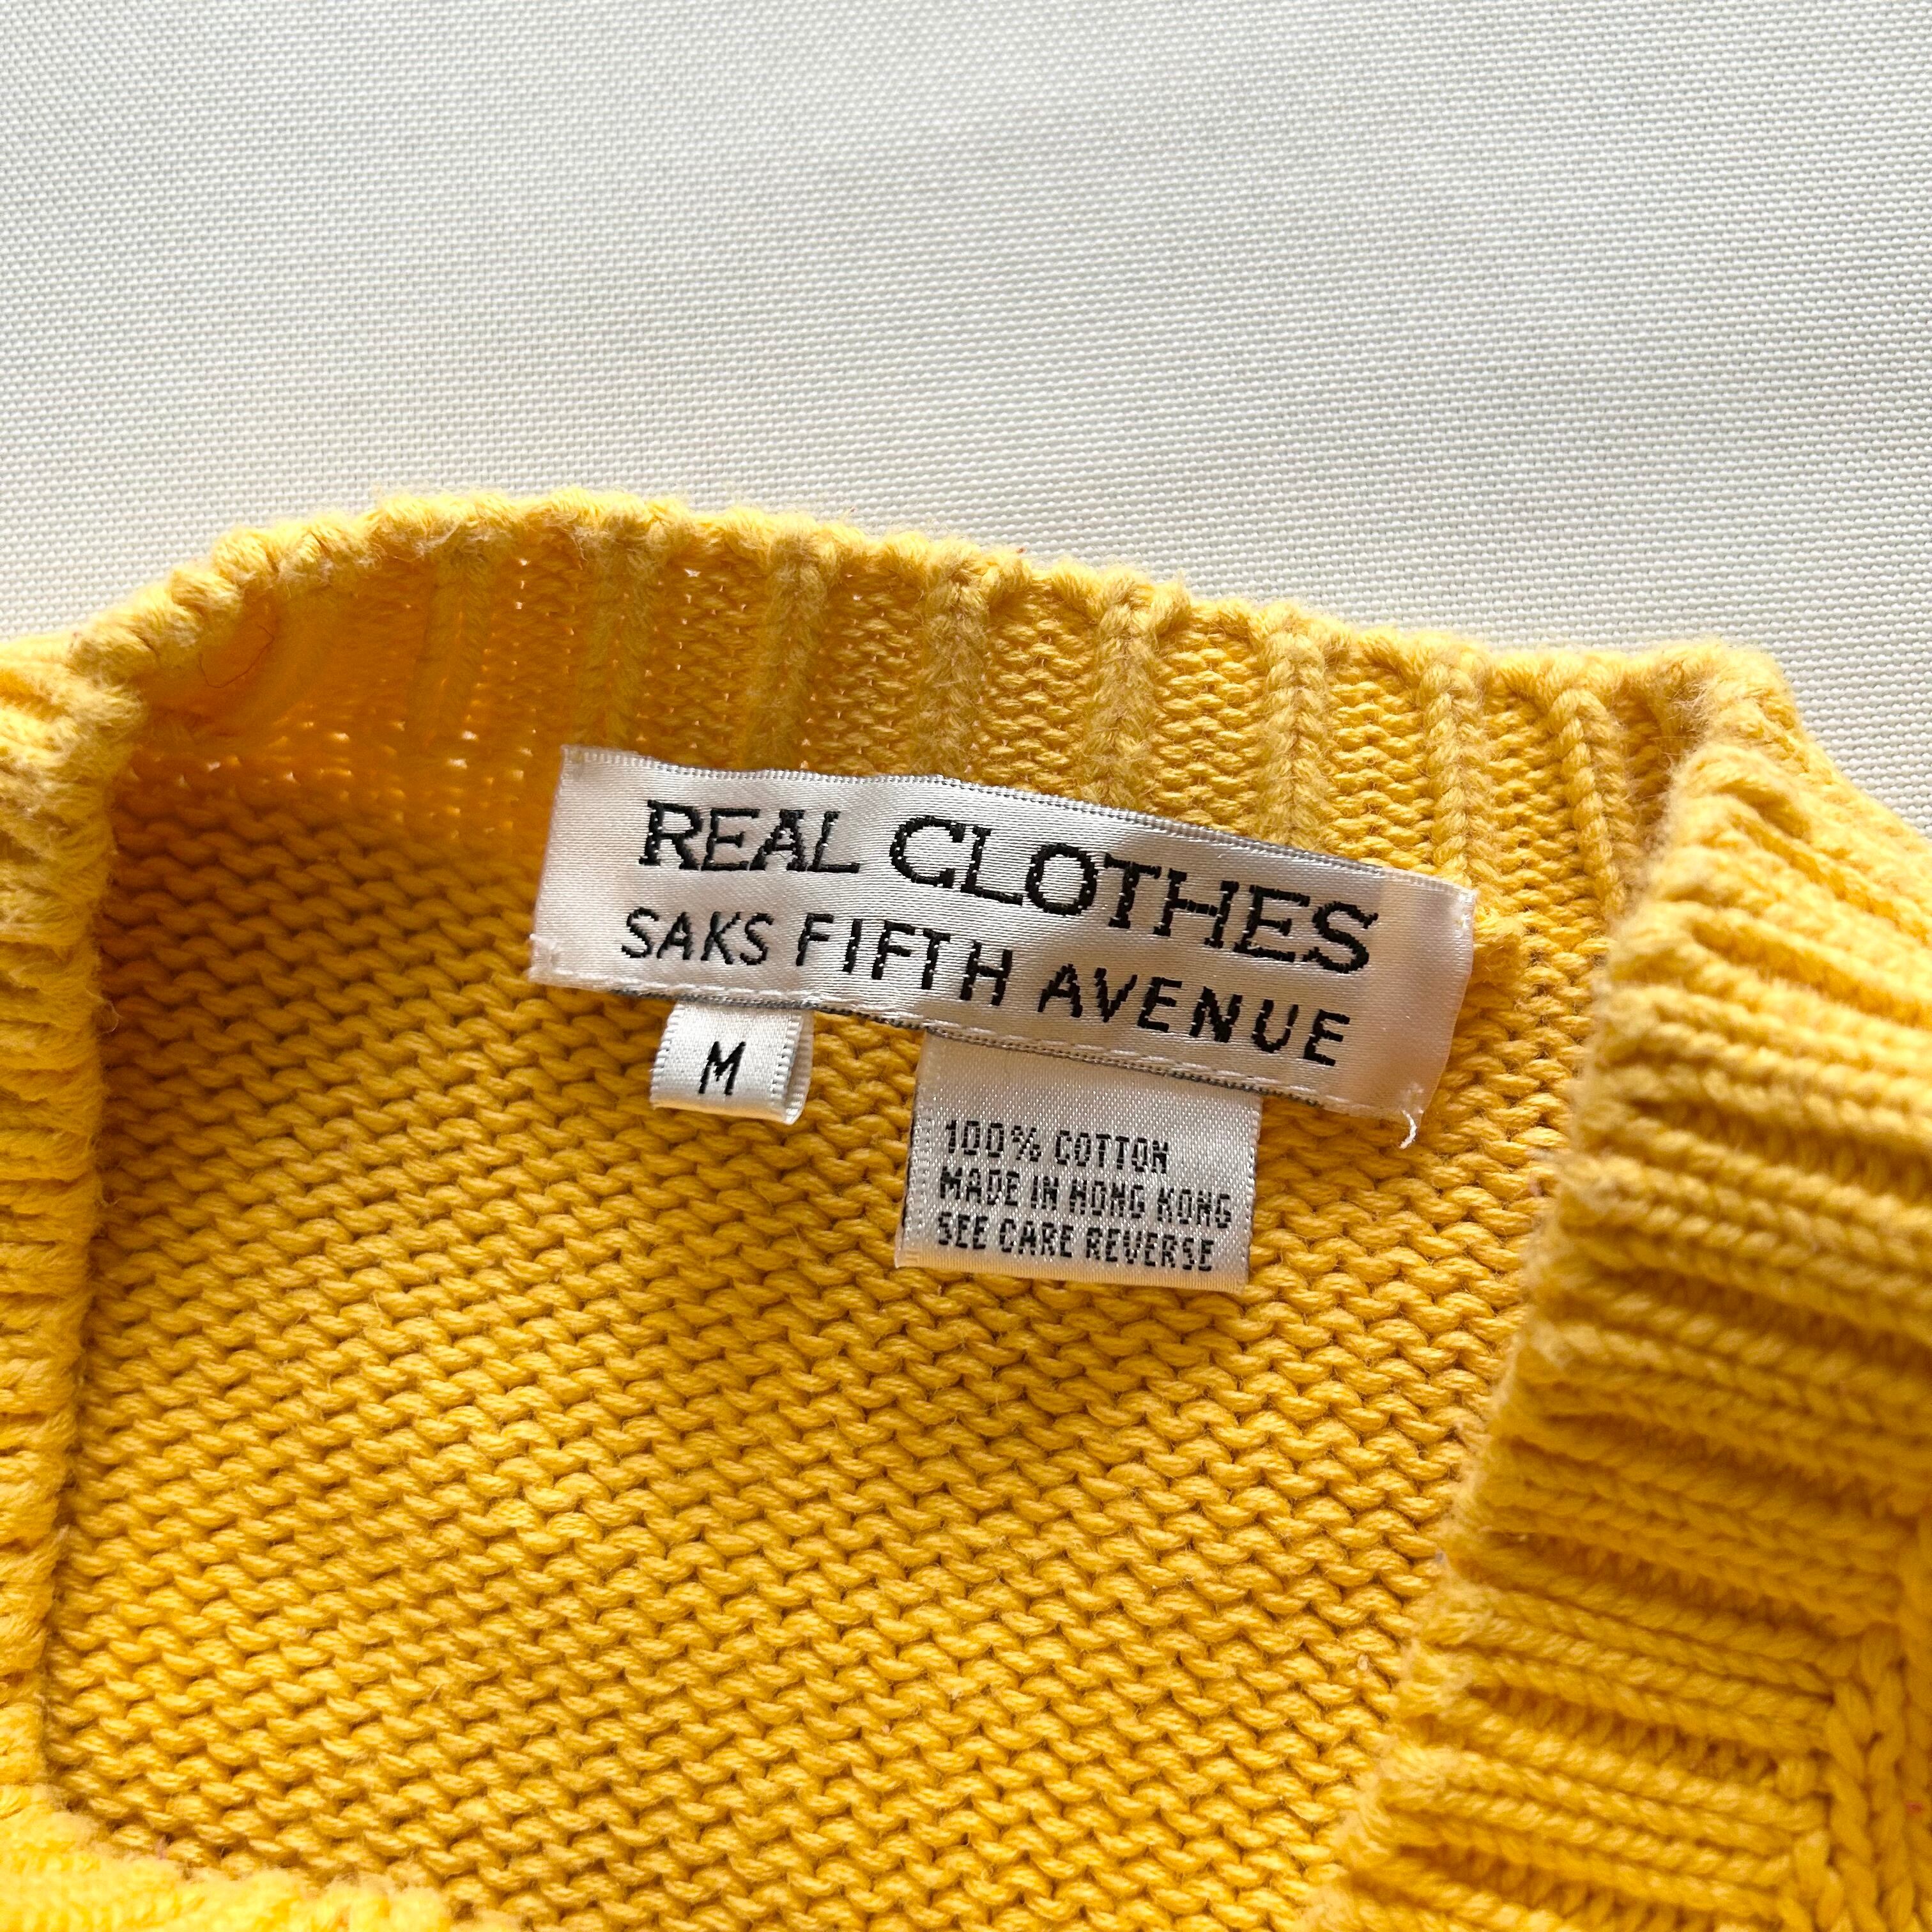 REAL CLOTHES
SAKS FIFTH AVENUE
M
100% COTTON
MADE IN HONG KONG
SEE CARE REVERSE